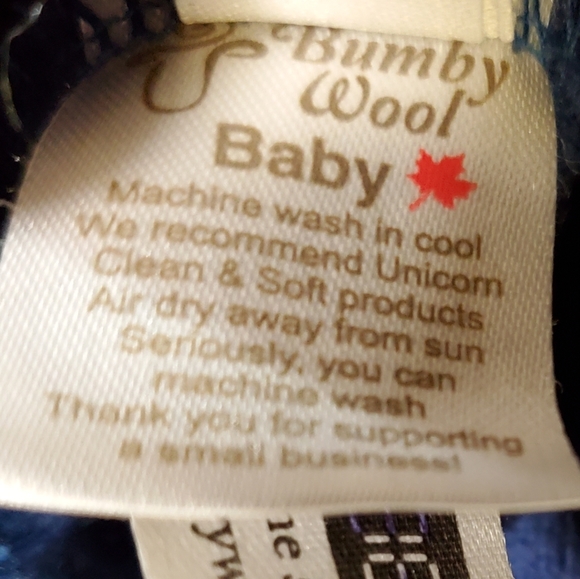 Bumby
Wool
Baby
Machine wash in cool
We recommend Unicorn
Clean & Soft products
Air dry away from sun
Seriously, you can
machine wash
Thank you for supporting
a small business!